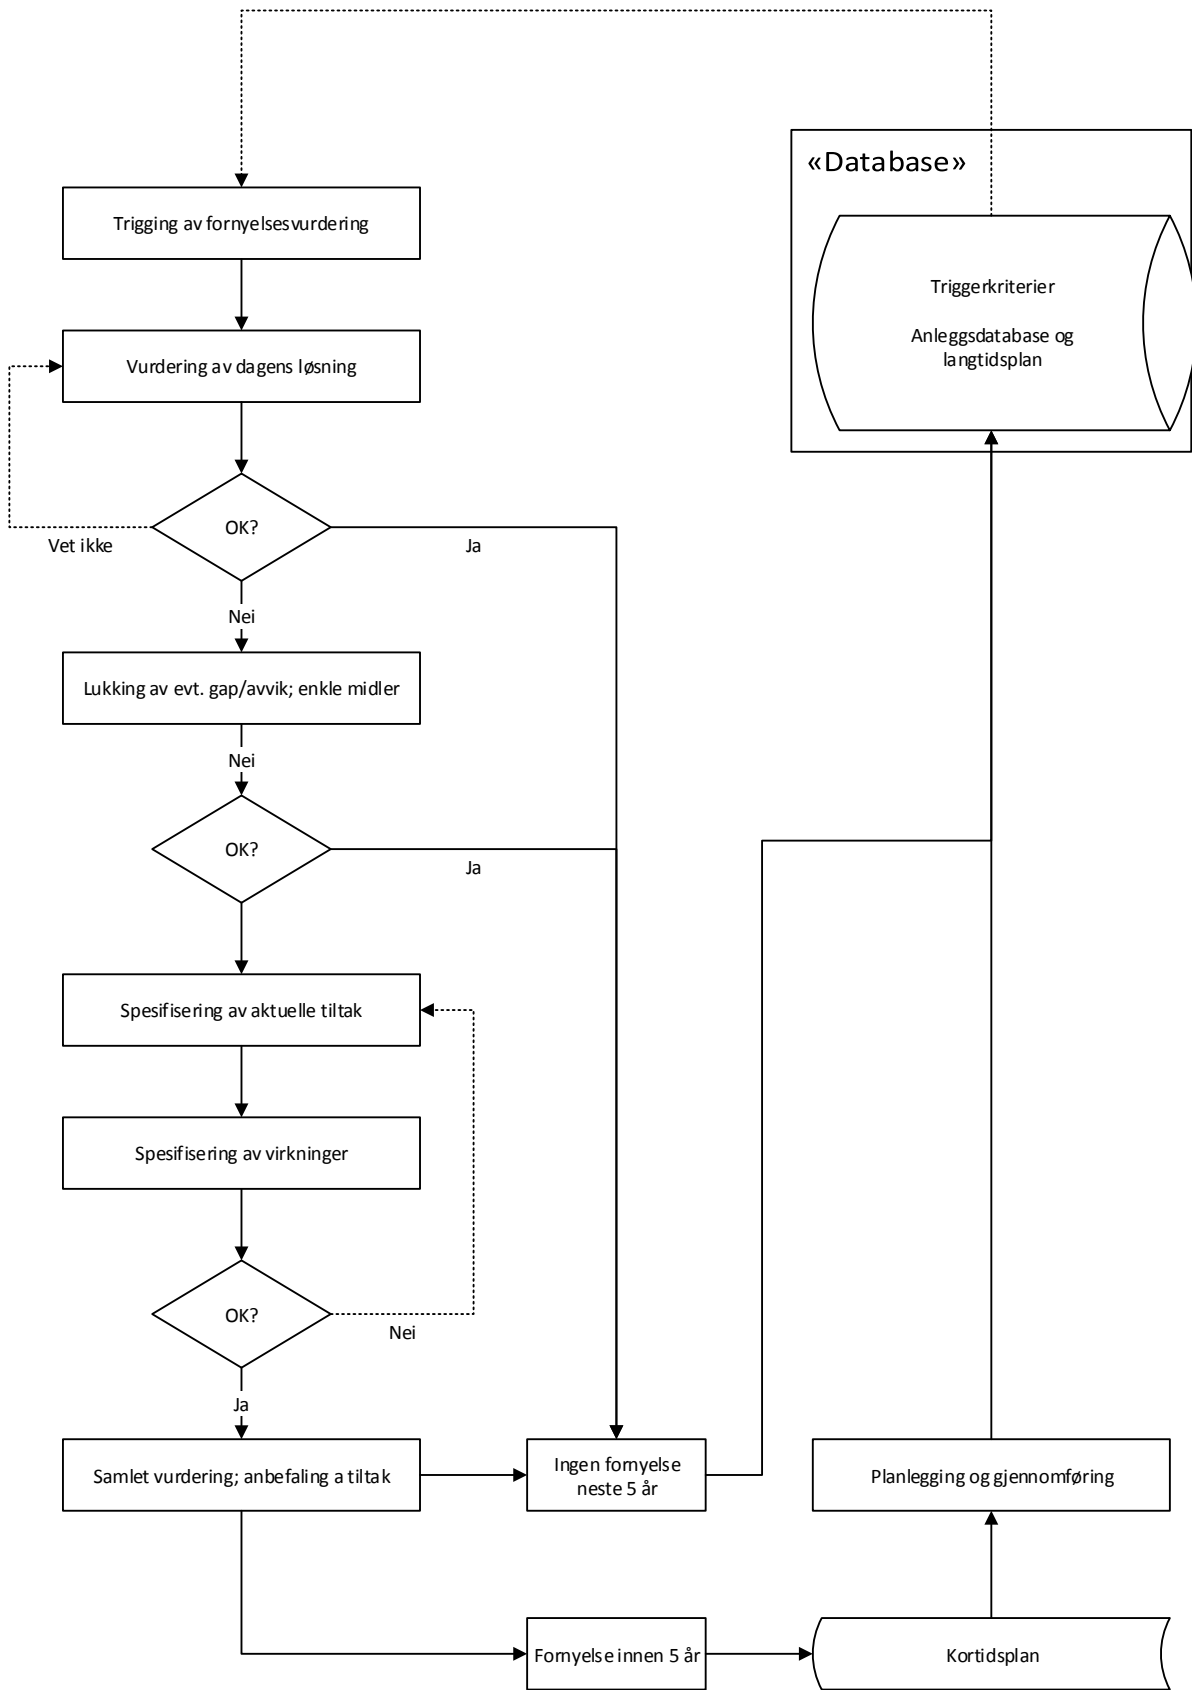 «Database»
Trigging av fornyelsesvurdering
Triggerkriterier
Anleggsdatabase og
langtidsplan
Vurdering av dagens løsning
OK?
Vet ikke
Ja
Nei
Lukking av evt. gap/avvik; enkle midler
Nei
OK?
Ja
Spesifisering av aktuelle tiltak
Spesifisering av virkninger
OK?
Nei
Ja
Samlet vurdering; anbefaling a tiltak
Ingen fornyelse
neste 5 år
Planlegging og gjennomføring
Fornyelse innen 5 år
Kortidsplan